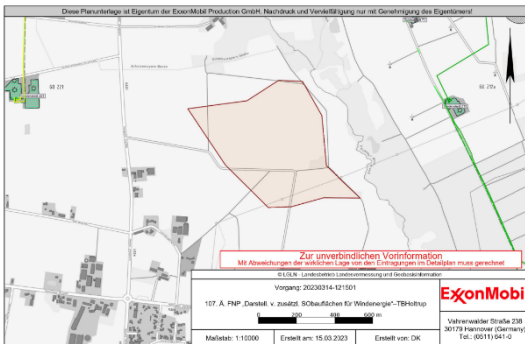 Diese Planunterlage ist Eigentum der ExxonMobil Production GmbH. Nachdruck und Vervielfältigung nur mit Genehmigung des Eigentümers!
Zur unverbindlichen Vorinformation
Mit Abweichungen der wirklichen Lage von den Eintragungen im Detailplan muss gerechnet
© LGLN - Landesbetrieb Landesvermessung und Geobasisinformation
Vorgang: 20230314-121501
107. Ä. FNP „Darstell. v. zusätzl. SObauflächen für Windenergie“-TBHoltrup
0 200 400 600 m
Maßstab: 1:10000
Erstellt am: 15.03.2023
Erstellt von: DK
ExxonMobil
Vahrenwalder Straße 238
30179 Hannover (Germany)
Tel.: (0511) 641-0